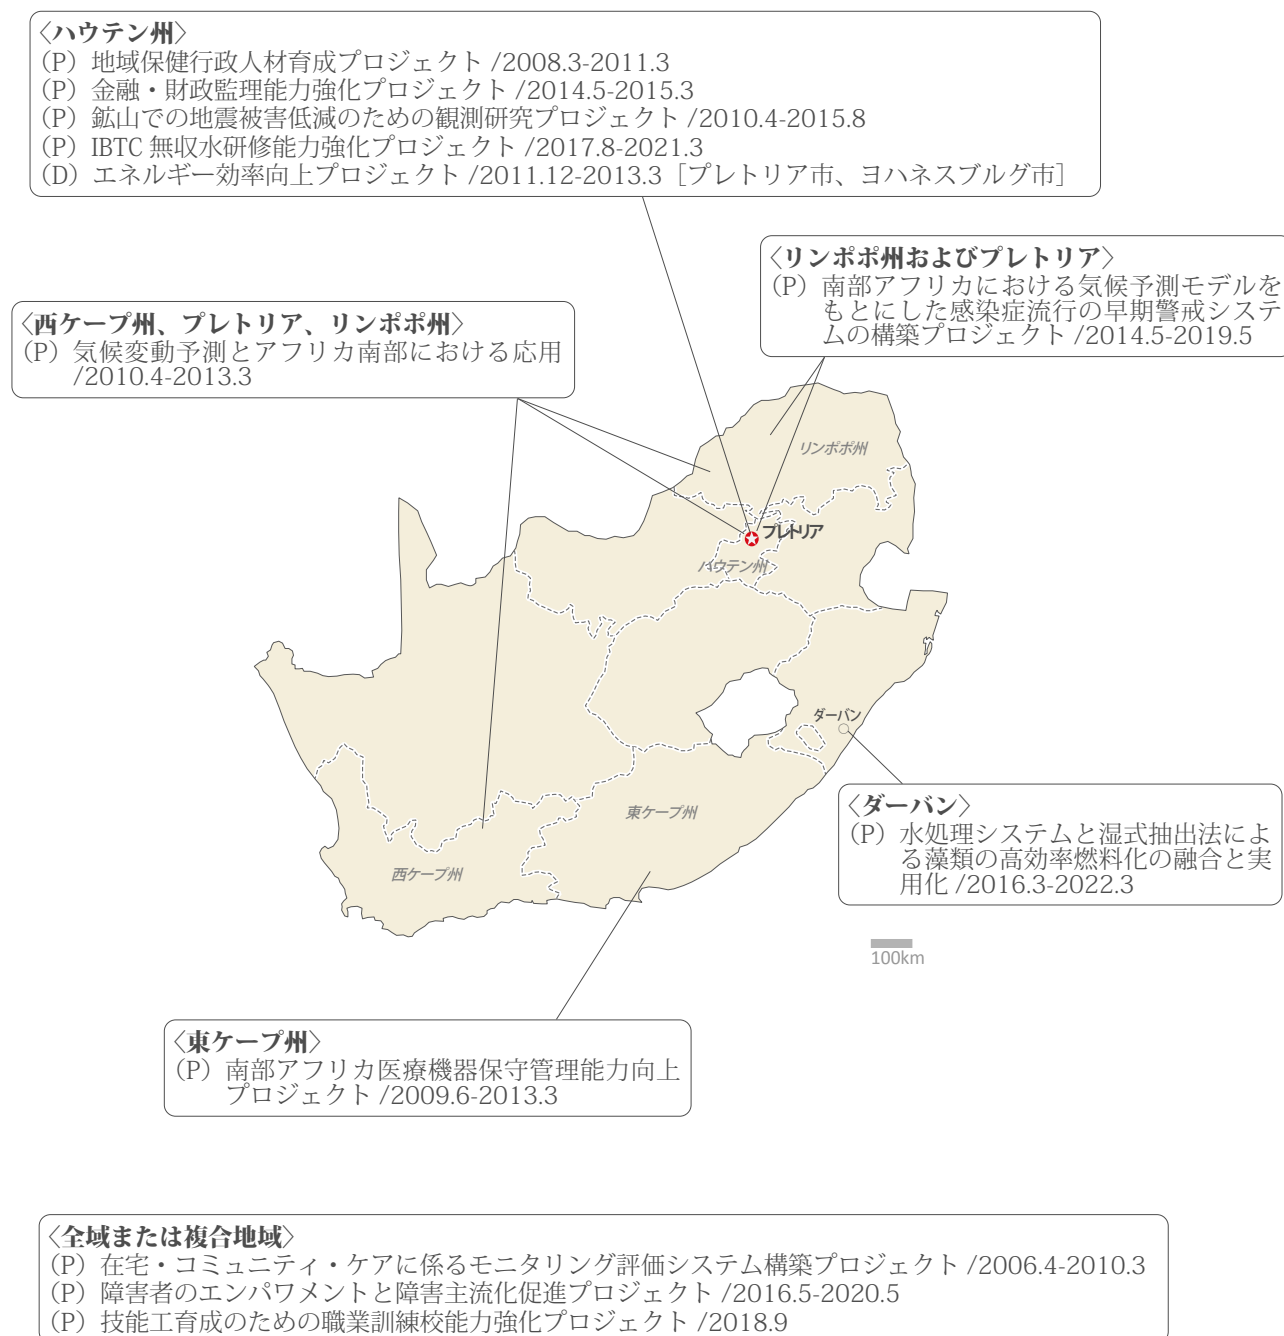 〈ハウテン州〉
(P) 地域保健行政人材育成プロジェクト /2008.3-2011.3
(P) 金融・財政監理能力強化プロジェクト /2014.5-2015.3
(P) 鉱山での地震被害低減のための観測研究プロジェクト /2010.4-2015.8
(P) IBTC 無収水研修能力強化プロジェクト /2017.8-2021.3
(D) エネルギー効率向上プロジェクト /2011.12-2013.3［プレトリア市、ヨハネスブルグ市］
〈リンポポ州およびプレトリア〉
(P) 南部アフリカにおける気候予測モデルを
もとにした感染症流行の早期警戒システ
ムの構築プロジェクト /2014.5-2019.5
〈西ケープ州、プレトリア、リンポポ州〉
(P) 気候変動予測とアフリカ南部における応用
/2010.4-2013.3
リンポポ州
プレトリア
ハウテン州
ダーバン
東ケープ州
西ケープ州
〈ダーバン〉
(P) 水処理システムと湿式抽出法によ
る藻類の高効率燃料化の融合と実
用化 /2016.3-2022.3
100km
〈東ケープ州〉
(P) 南部アフリカ医療機器保守管理能力向上
プロジェクト /2009.6-2013.3
〈全域または複合地域〉
(P) 在宅・コミュニティ・ケアに係るモニタリング評価システム構築プロジェクト /2006.4-2010.3
(P) 障害者のエンパワメントと障害主流化促進プロジェクト /2016.5-2020.5
(P) 技能工育成のための職業訓練校能力強化プロジェクト /2018.9